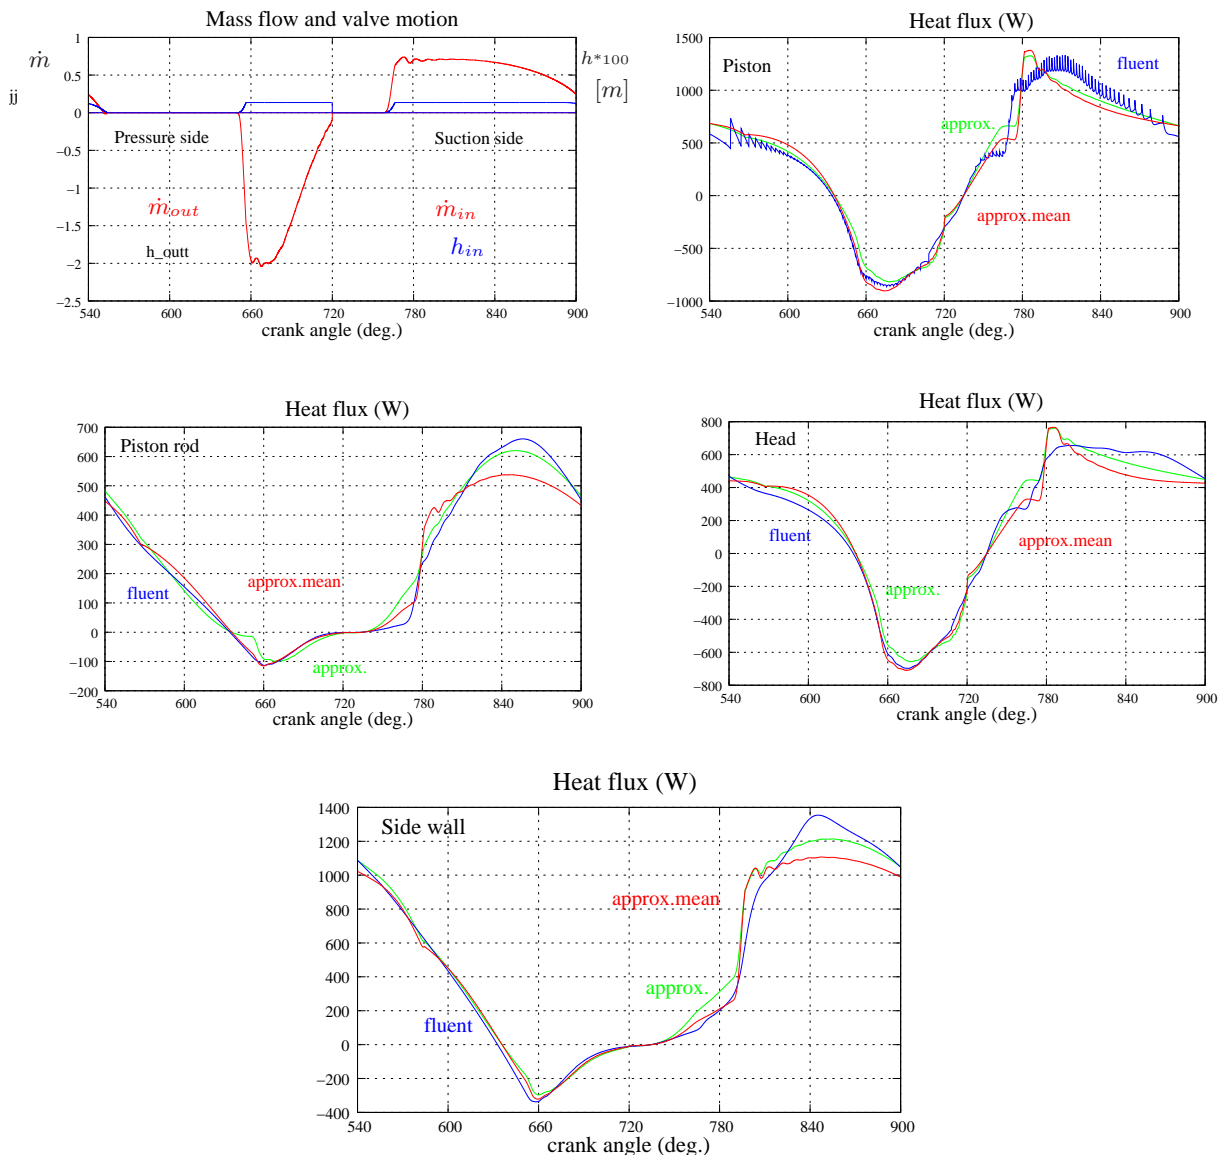 Mass flow and valve motion
1
0.5
0
−0.5
−1
−1.5
−2
−2.5
ṁ
jj
h*100
[m]
Pressure side
Suction side
ṁout
ṁin
h_outt
hin
540 600 660 720 780 840 900
crank angle (deg.)
Heat flux (W)
1500
1000
500
0
−500
−1000
Piston
fluent
approx.
approx.mean
540 600 660 720 780 840 900
crank angle (deg.)
Heat flux (W)
700
600
500
400
300
200
100
0
−100
−200
Piston rod
approx.mean
fluent
approx.
540 600 660 720 780 840 900
crank angle (deg.)
Heat flux (W)
800
600
400
200
0
−200
−400
−600
−800
Head
fluent
approx.mean
approx.
540 600 660 720 780 840 900
crank angle (deg.)
Heat flux (W)
1400
1200
1000
800
600
400
200
0
−200
−400
Side wall
approx.mean
approx.
fluent
540 600 660 720 780 840 900
crank angle (deg.)